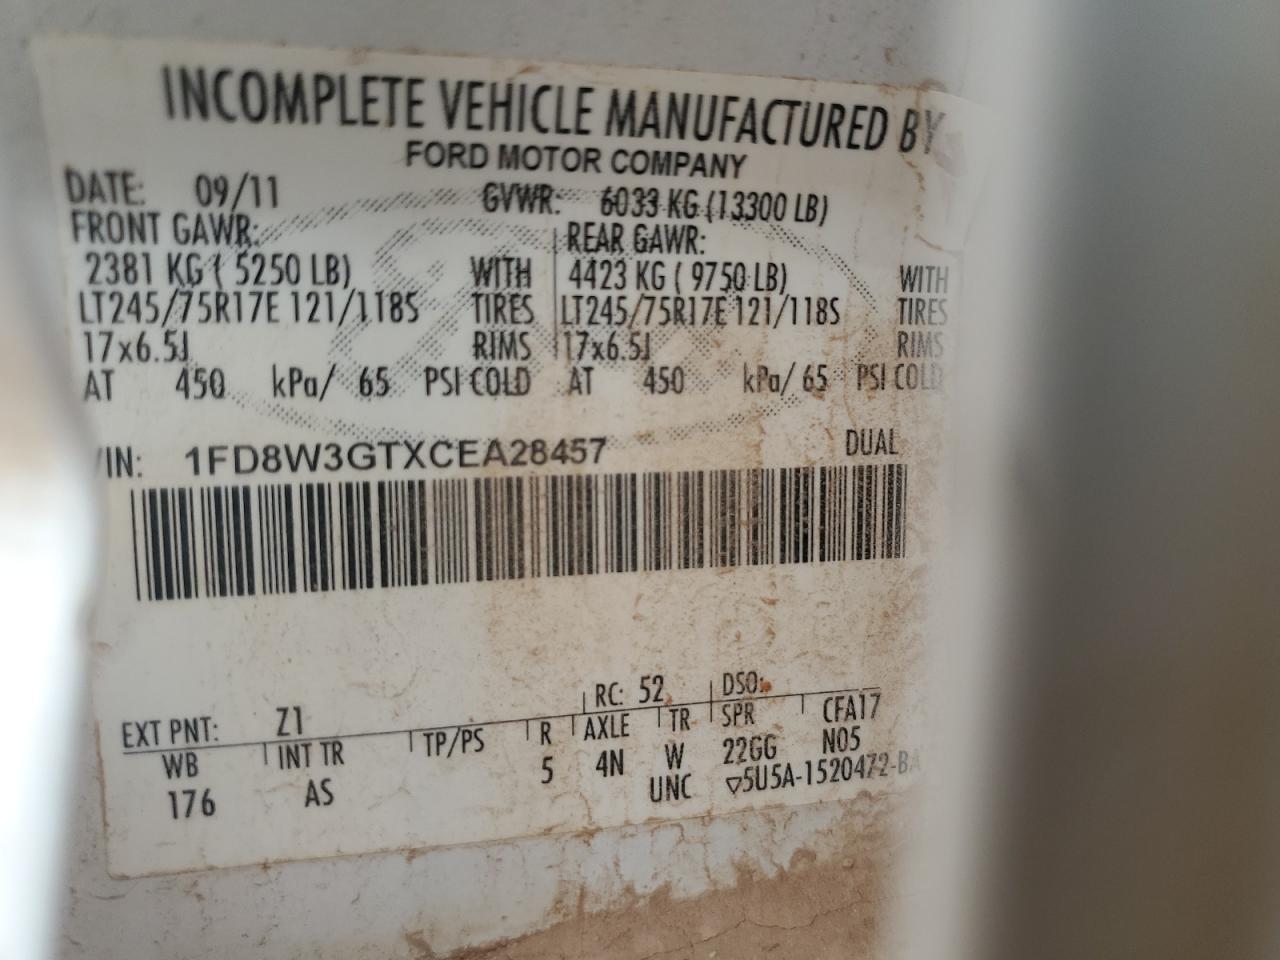 INCOMPLETE VEHICLE MANUFACTURED BY
FORD MOTOR COMPANY
DATE: 09/11 GVWR: 6033 KG (13300 LB)
FRONT GAWR: REAR GAWR:
2381 KG ( 5250 LB) WITH 4423 KG ( 9750 LB) WITH
LT245/75R17E 121/118S TIRES LT245/75R17E 121/118S TIRES
17x6.5J RIMS 17x6.5J RIMS
AT 450 kPa/ 65 PSI COLD AT 450 kPa/ 65 PSI COLD
VIN: 1FD8W3GTXCEA28457 DUAL
EXT PNT: Z1 RC: 52 DSO:
WB INT TR TP/PS R AXLE TR SPR CFA17
176 AS 5 4N W 22GG N05
UNC ▽5U5A-1520472-BA